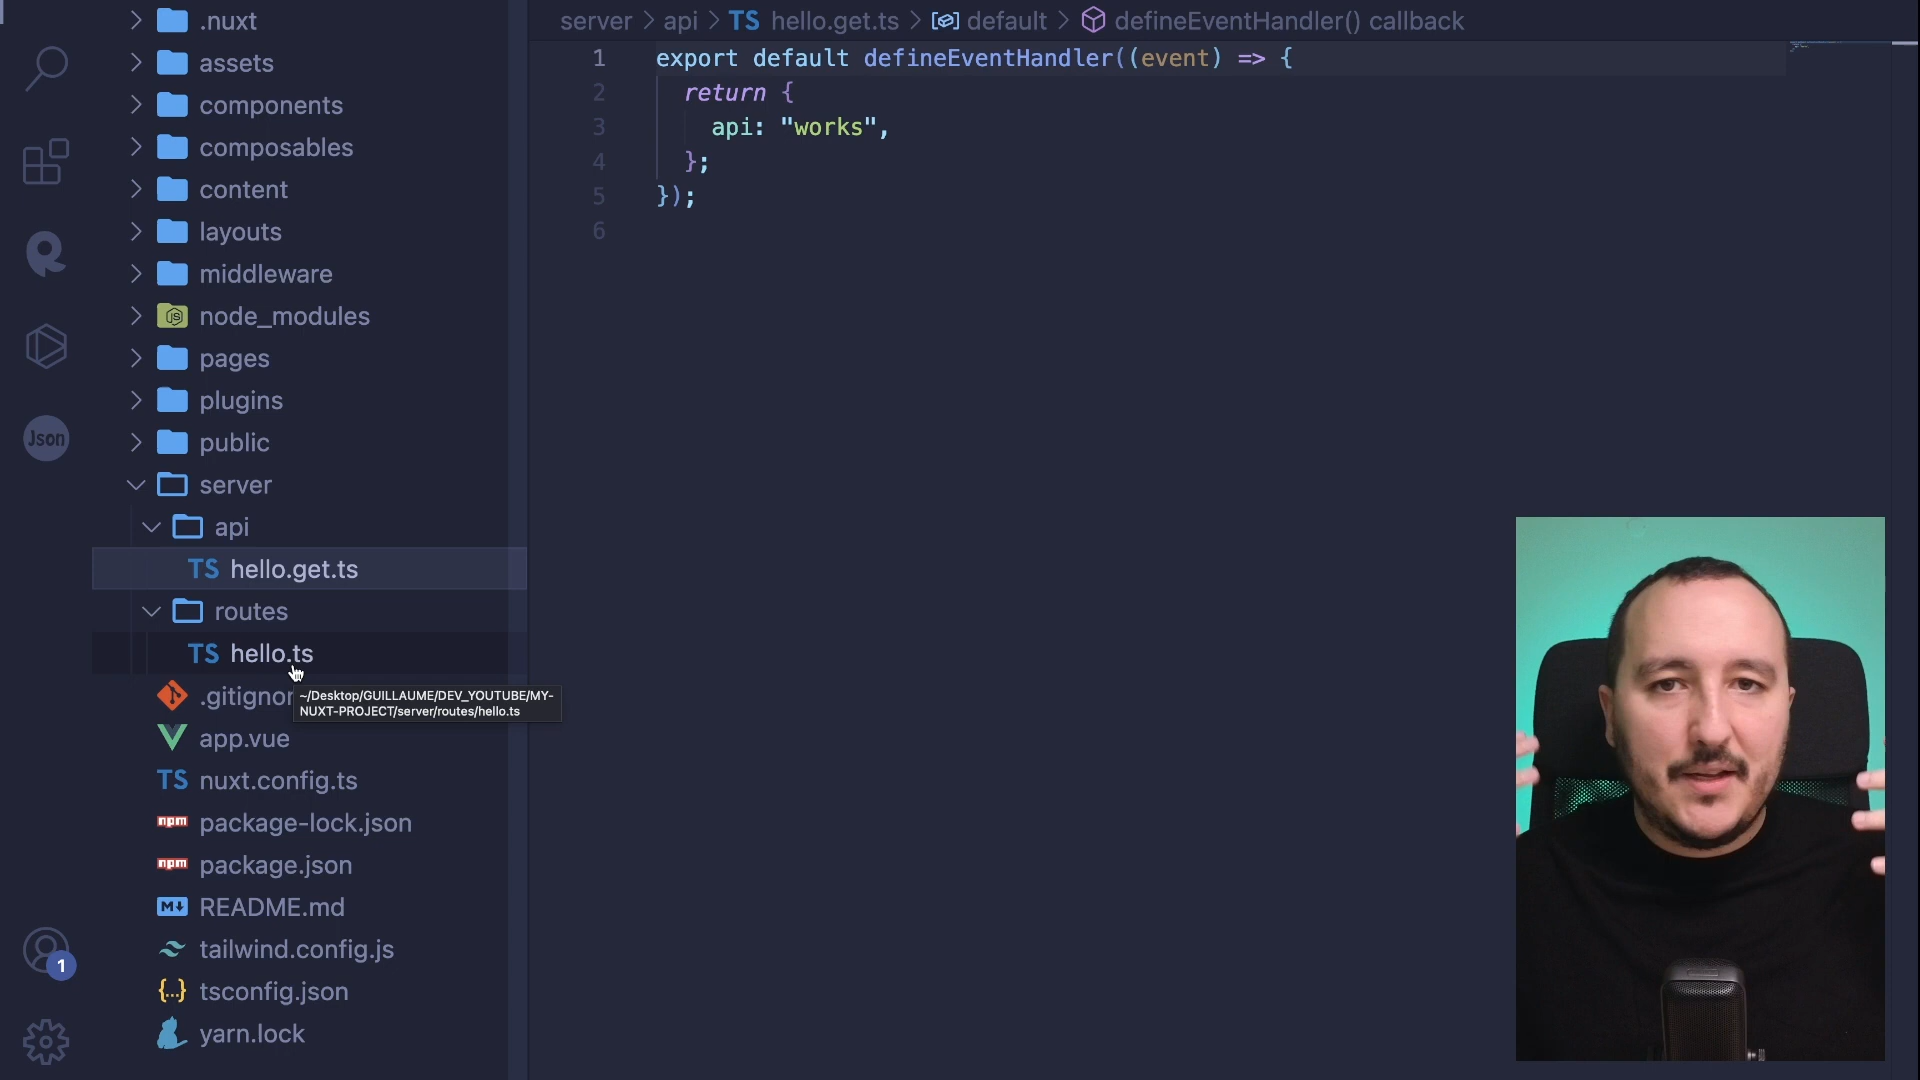 .nuxt
assets
components
composables
content
layouts
middleware
JS
node_modules
pages
plugins
public
server
api
TS hello.get.ts
routes
TS hello.ts
.gitignor
~/Desktop/GUILLAUME/DEV_YOUTUBE/MY-
NUXT-PROJECT/server/routes/hello.ts
app.vue
TS nuxt.config.ts
npm package-lock.json
npm package.json
M↓ README.md
tailwind.config.js
{..} tsconfig.json
yarn.lock
Json
1
server > api > TS hello.get.ts > default > defineEventHandler() callback
1 export default defineEventHandler((event) => {
2 return {
3 api: "works",
4 };
5 });
6